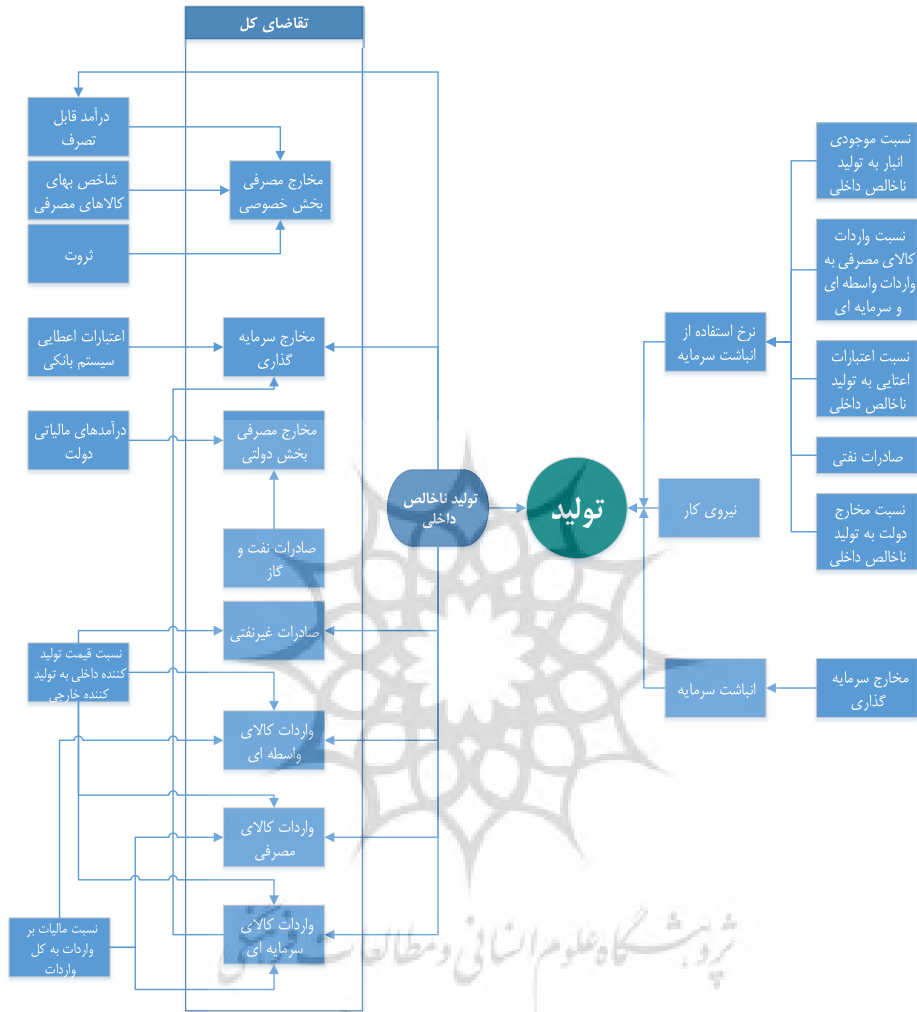 تقاضای کل
درآمد قابل
تصرف
شاخص بهای
کالاهای مصرفی
ثروت
مخارج مصرفی
بخش خصوصی
اعتبارات اعطایی
سیستم بانکی
مخارج سرمایه
گذاری
درآمدهای مالیاتی
دولت
مخارج مصرفی
بخش دولتی
صادرات نفت و
گاز
صادرات غیرنفتی
نسبت قیمت تولید
کننده داخلی به تولید
کننده خارجی
واردات کالای
واسطه ای
واردات کالای
مصرفی
واردات کالای
سرمایه ای
نسبت مالیات بر
واردات به کل
واردات
تولید ناخالص
داخلی
تولید
نسبت موجودی
انبار به تولید
ناخالص داخلی
نسبت واردات
کالای مصرفی به
واردات واسطه ای
و سرمایه ای
نسبت اعتبارات
اعتایی به تولید
ناخالص داخلی
صادرات نفتی
نسبت مخارج
دولت به تولید
ناخالص داخلی
نرخ استفاده از
انباشت سرمایه
نیروی کار
انباشت سرمایه
مخارج سرمایه
گذاری
پژوهشگاه علوم انسانی و مطالعات فرهنگی